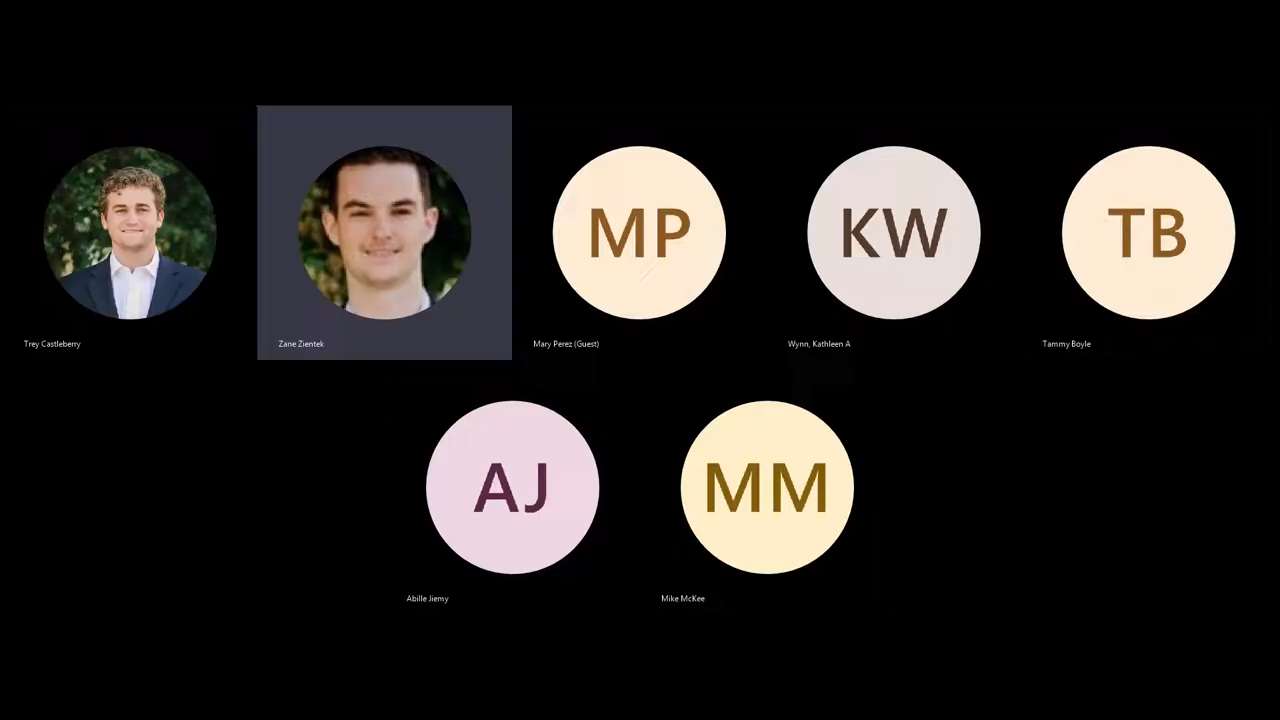 MP
KW
TB
Trey Castleberry
Zane Zientek
Mary Perez (Guest)
Wynn, Kathleen A
Tammy Boyle
AJ
MM
Abille Jiemy
Mike McKee